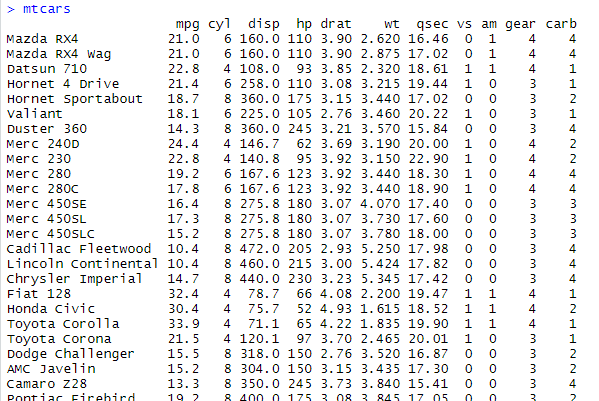 > mtcars
mpg cyl disp hp drat wt qsec vs am gear carb
Mazda RX4 21.0 6 160.0 110 3.90 2.620 16.46 0 1 4 4
Mazda RX4 Wag 21.0 6 160.0 110 3.90 2.875 17.02 0 1 4 4
Datsun 710 22.8 4 108.0 93 3.85 2.320 18.61 1 1 4 1
Hornet 4 Drive 21.4 6 258.0 110 3.08 3.215 19.44 1 0 3 1
Hornet Sportabout 18.7 8 360.0 175 3.15 3.440 17.02 0 0 3 2
Valiant 18.1 6 225.0 105 2.76 3.460 20.22 1 0 3 1
Duster 360 14.3 8 360.0 245 3.21 3.570 15.84 0 0 3 4
Merc 240D 24.4 4 146.7 62 3.69 3.190 20.00 1 0 4 2
Merc 230 22.8 4 140.8 95 3.92 3.150 22.90 1 0 4 2
Merc 280 19.2 6 167.6 123 3.92 3.440 18.30 1 0 4 4
Merc 280C 17.8 6 167.6 123 3.92 3.440 18.90 1 0 4 4
Merc 450SE 16.4 8 275.8 180 3.07 4.070 17.40 0 0 3 3
Merc 450SL 17.3 8 275.8 180 3.07 3.730 17.60 0 0 3 3
Merc 450SLC 15.2 8 275.8 180 3.07 3.780 18.00 0 0 3 3
Cadillac Fleetwood 10.4 8 472.0 205 2.93 5.250 17.98 0 0 3 4
Lincoln Continental 10.4 8 460.0 215 3.00 5.424 17.82 0 0 3 4
Chrysler Imperial 14.7 8 440.0 230 3.23 5.345 17.42 0 0 3 4
Fiat 128 32.4 4 78.7 66 4.08 2.200 19.47 1 1 4 1
Honda Civic 30.4 4 75.7 52 4.93 1.615 18.52 1 1 4 2
Toyota Corolla 33.9 4 71.1 65 4.22 1.835 19.90 1 1 4 1
Toyota Corona 21.5 4 120.1 97 3.70 2.465 20.01 1 0 3 1
Dodge Challenger 15.5 8 318.0 150 2.76 3.520 16.87 0 0 3 2
AMC Javelin 15.2 8 304.0 150 3.15 3.435 17.30 0 0 3 2
Camaro Z28 13.3 8 350.0 245 3.73 3.840 15.41 0 0 3 4
Pontiac Firebird 19.2 8 400.0 175 3.08 3.845 17.05 0 0 3 2